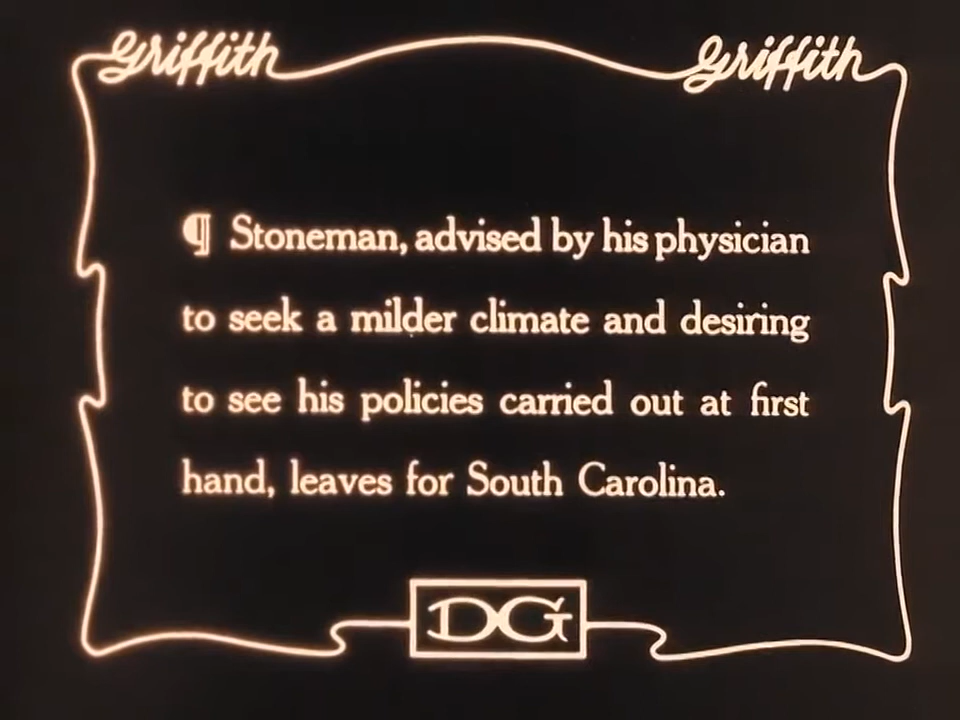 Griffith Griffith
¶ Stoneman, advised by his physician
to seek a milder climate and desiring
to see his policies carried out at first
hand, leaves for South Carolina.
DG